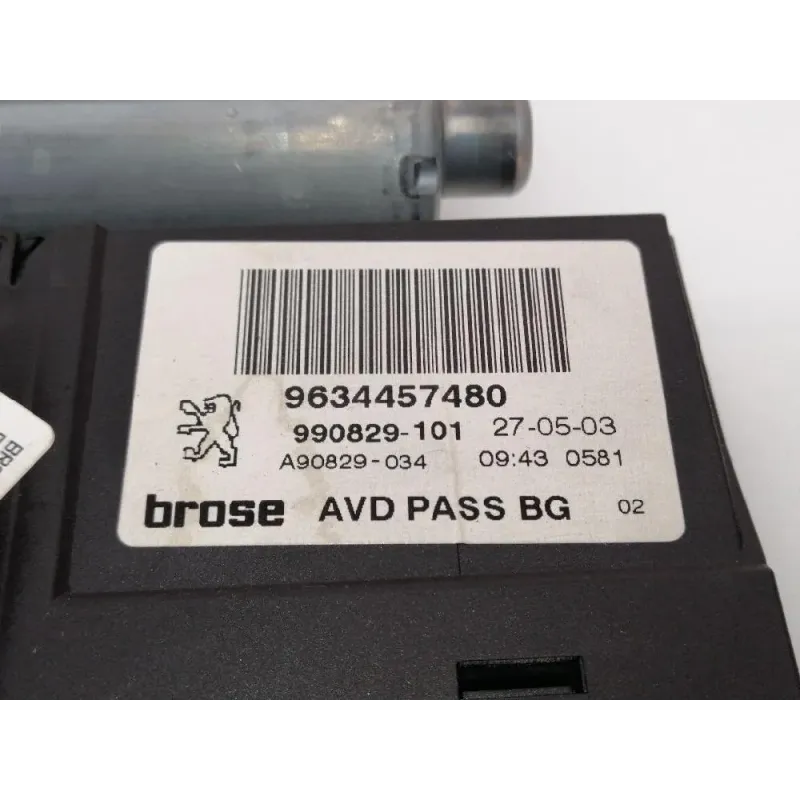 9634457480
990829-101 27-05-03
A90829-034 09:43 0581
brose AVD PASS BG 02